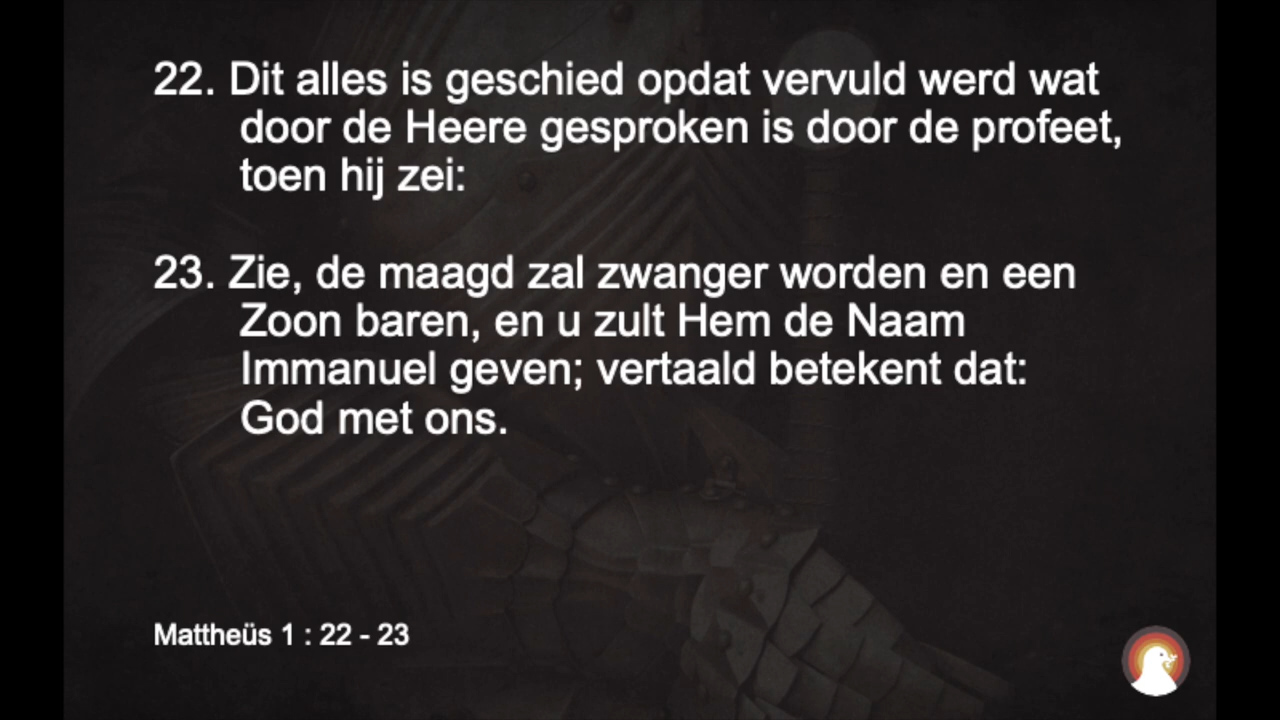 22. Dit alles is geschied opdat vervuld werd wat
door de Heere gesproken is door de profeet,
toen hij zei:
23. Zie, de maagd zal zwanger worden en een
Zoon baren, en u zult Hem de Naam
Immanuel geven; vertaald betekent dat:
God met ons.
Mattheüs 1 : 22 - 23